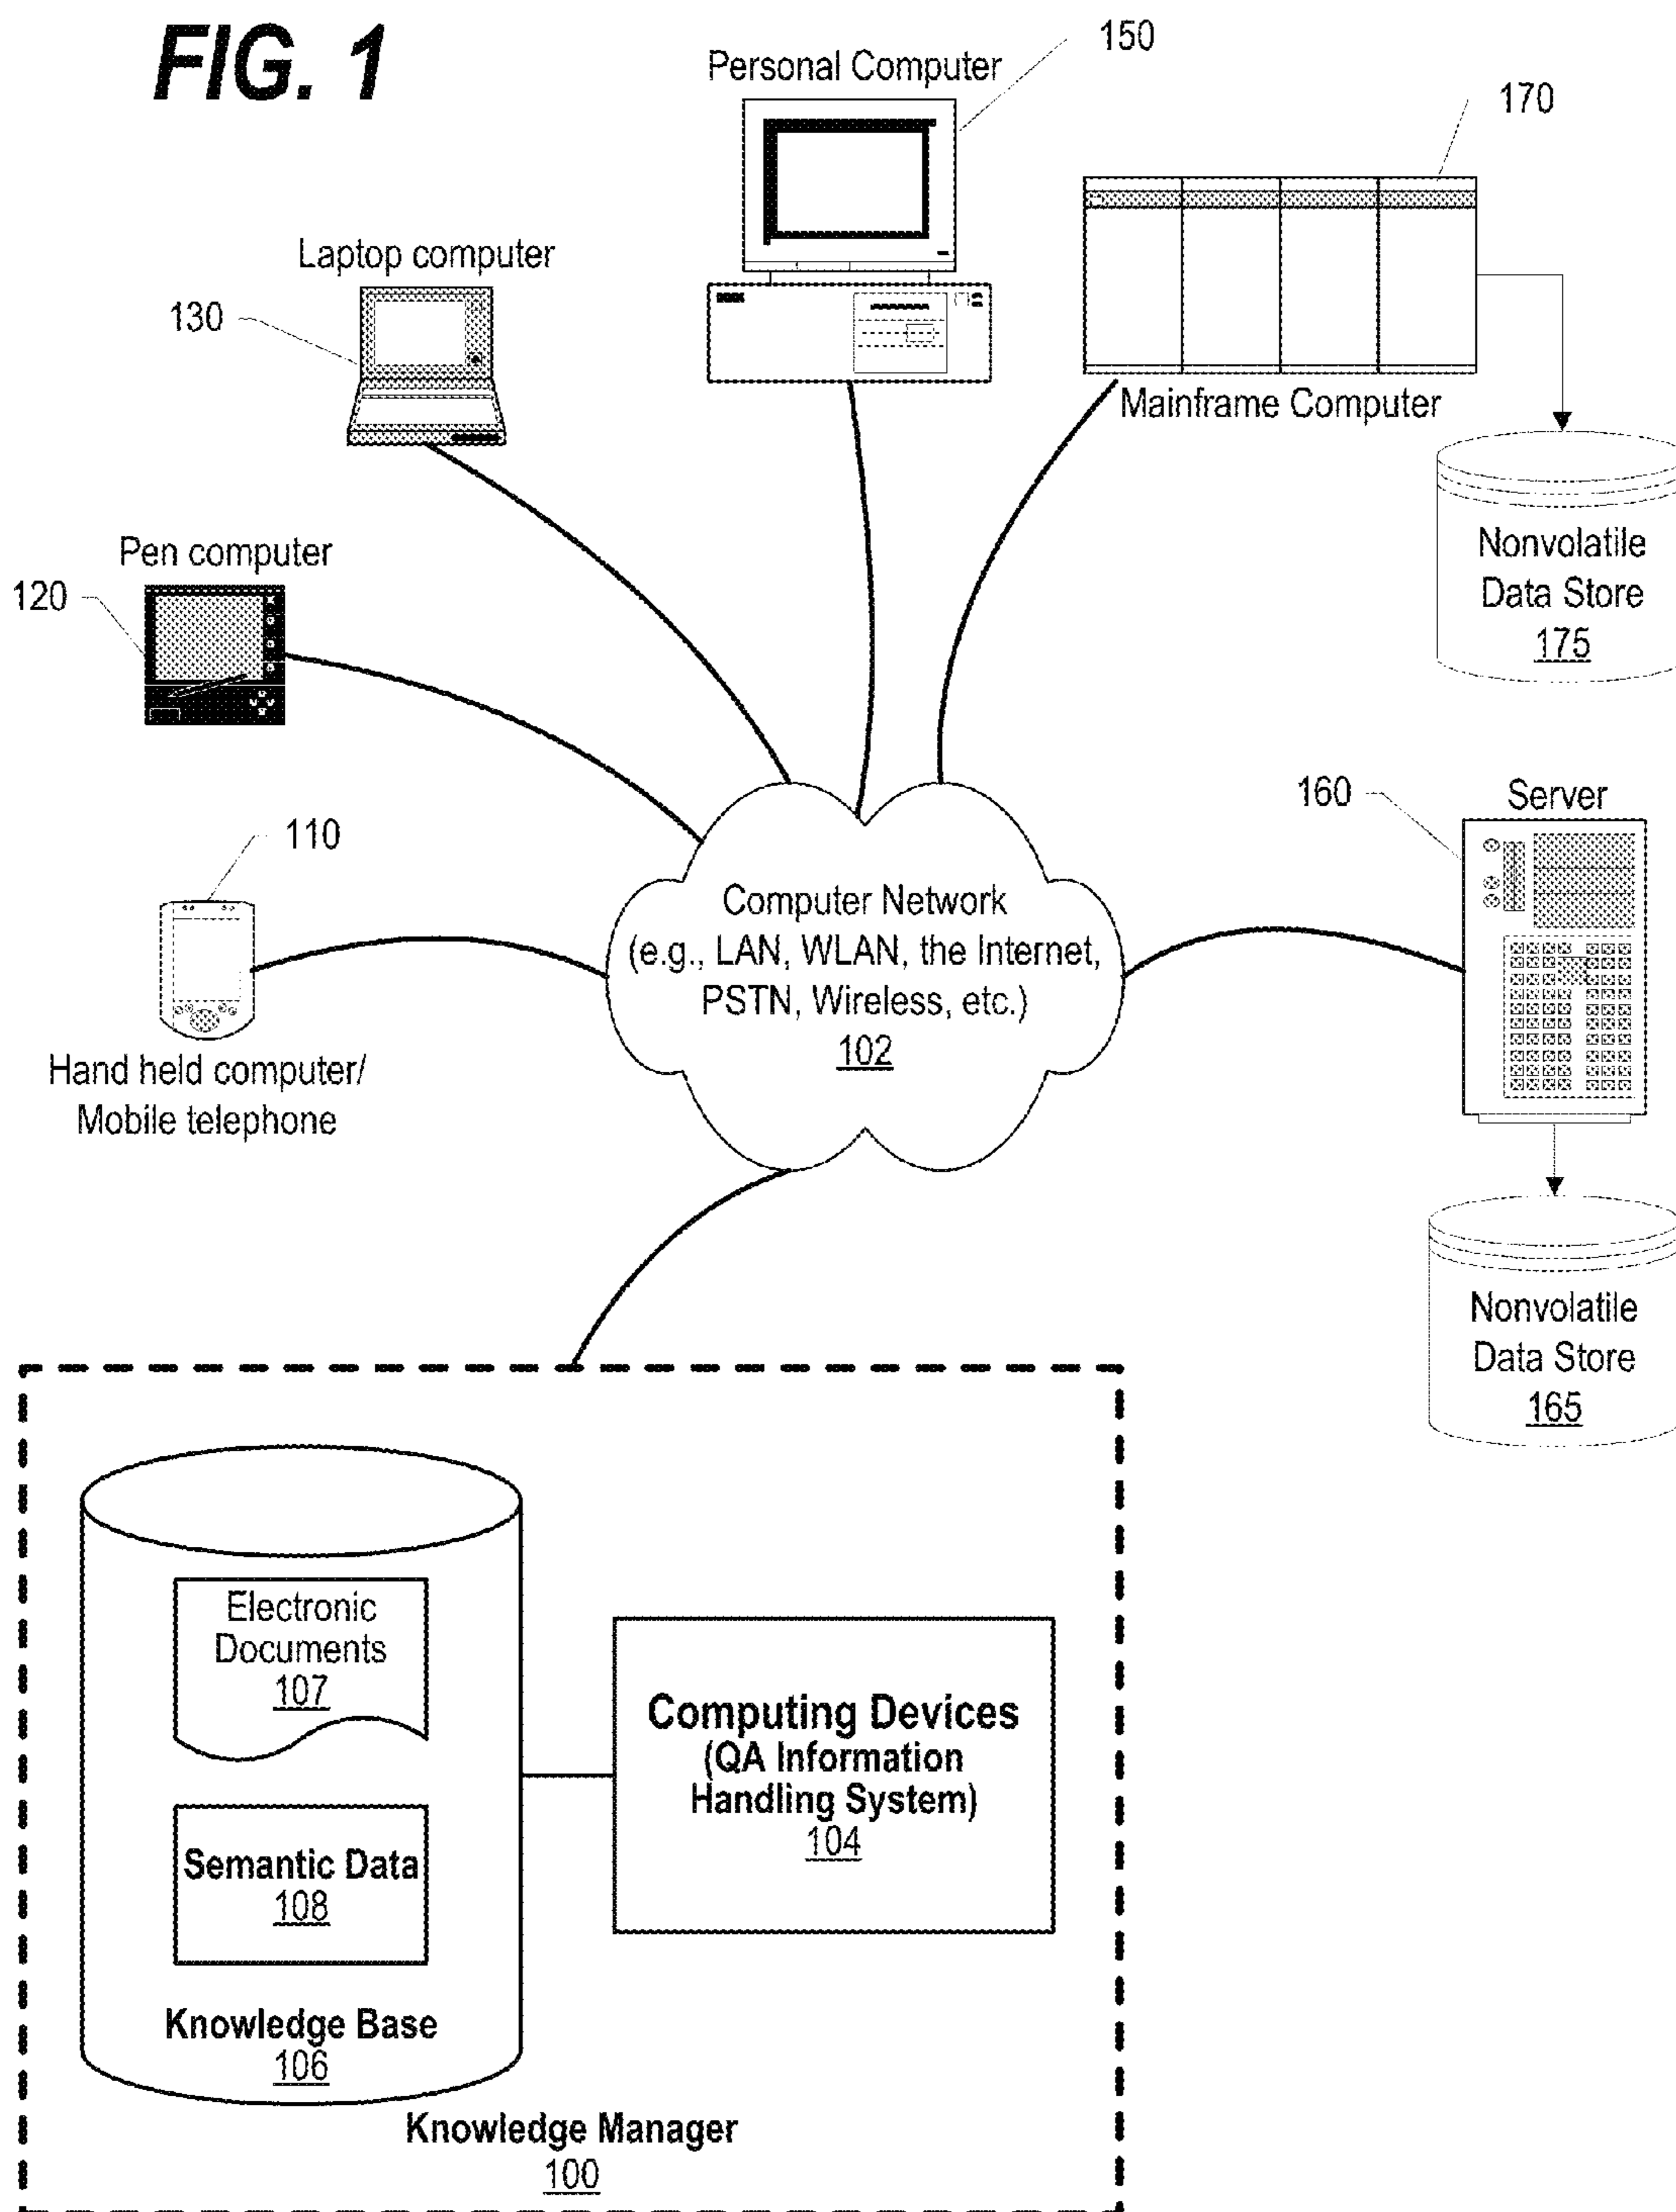 FIG. 1
150
Personal Computer
170
Laptop computer
130
Mainframe Computer
Nonvolatile
Data Store
175
Pen computer
120
160
Server
110
Computer Network
(e.g., LAN, WLAN, the Internet,
PSTN, Wireless, etc.)
102
Hand held computer/
Mobile telephone
Nonvolatile
Data Store
165
Electronic
Documents
107
Computing Devices
(QA Information
Handling System)
104
Semantic Data
108
Knowledge Base
106
Knowledge Manager
100